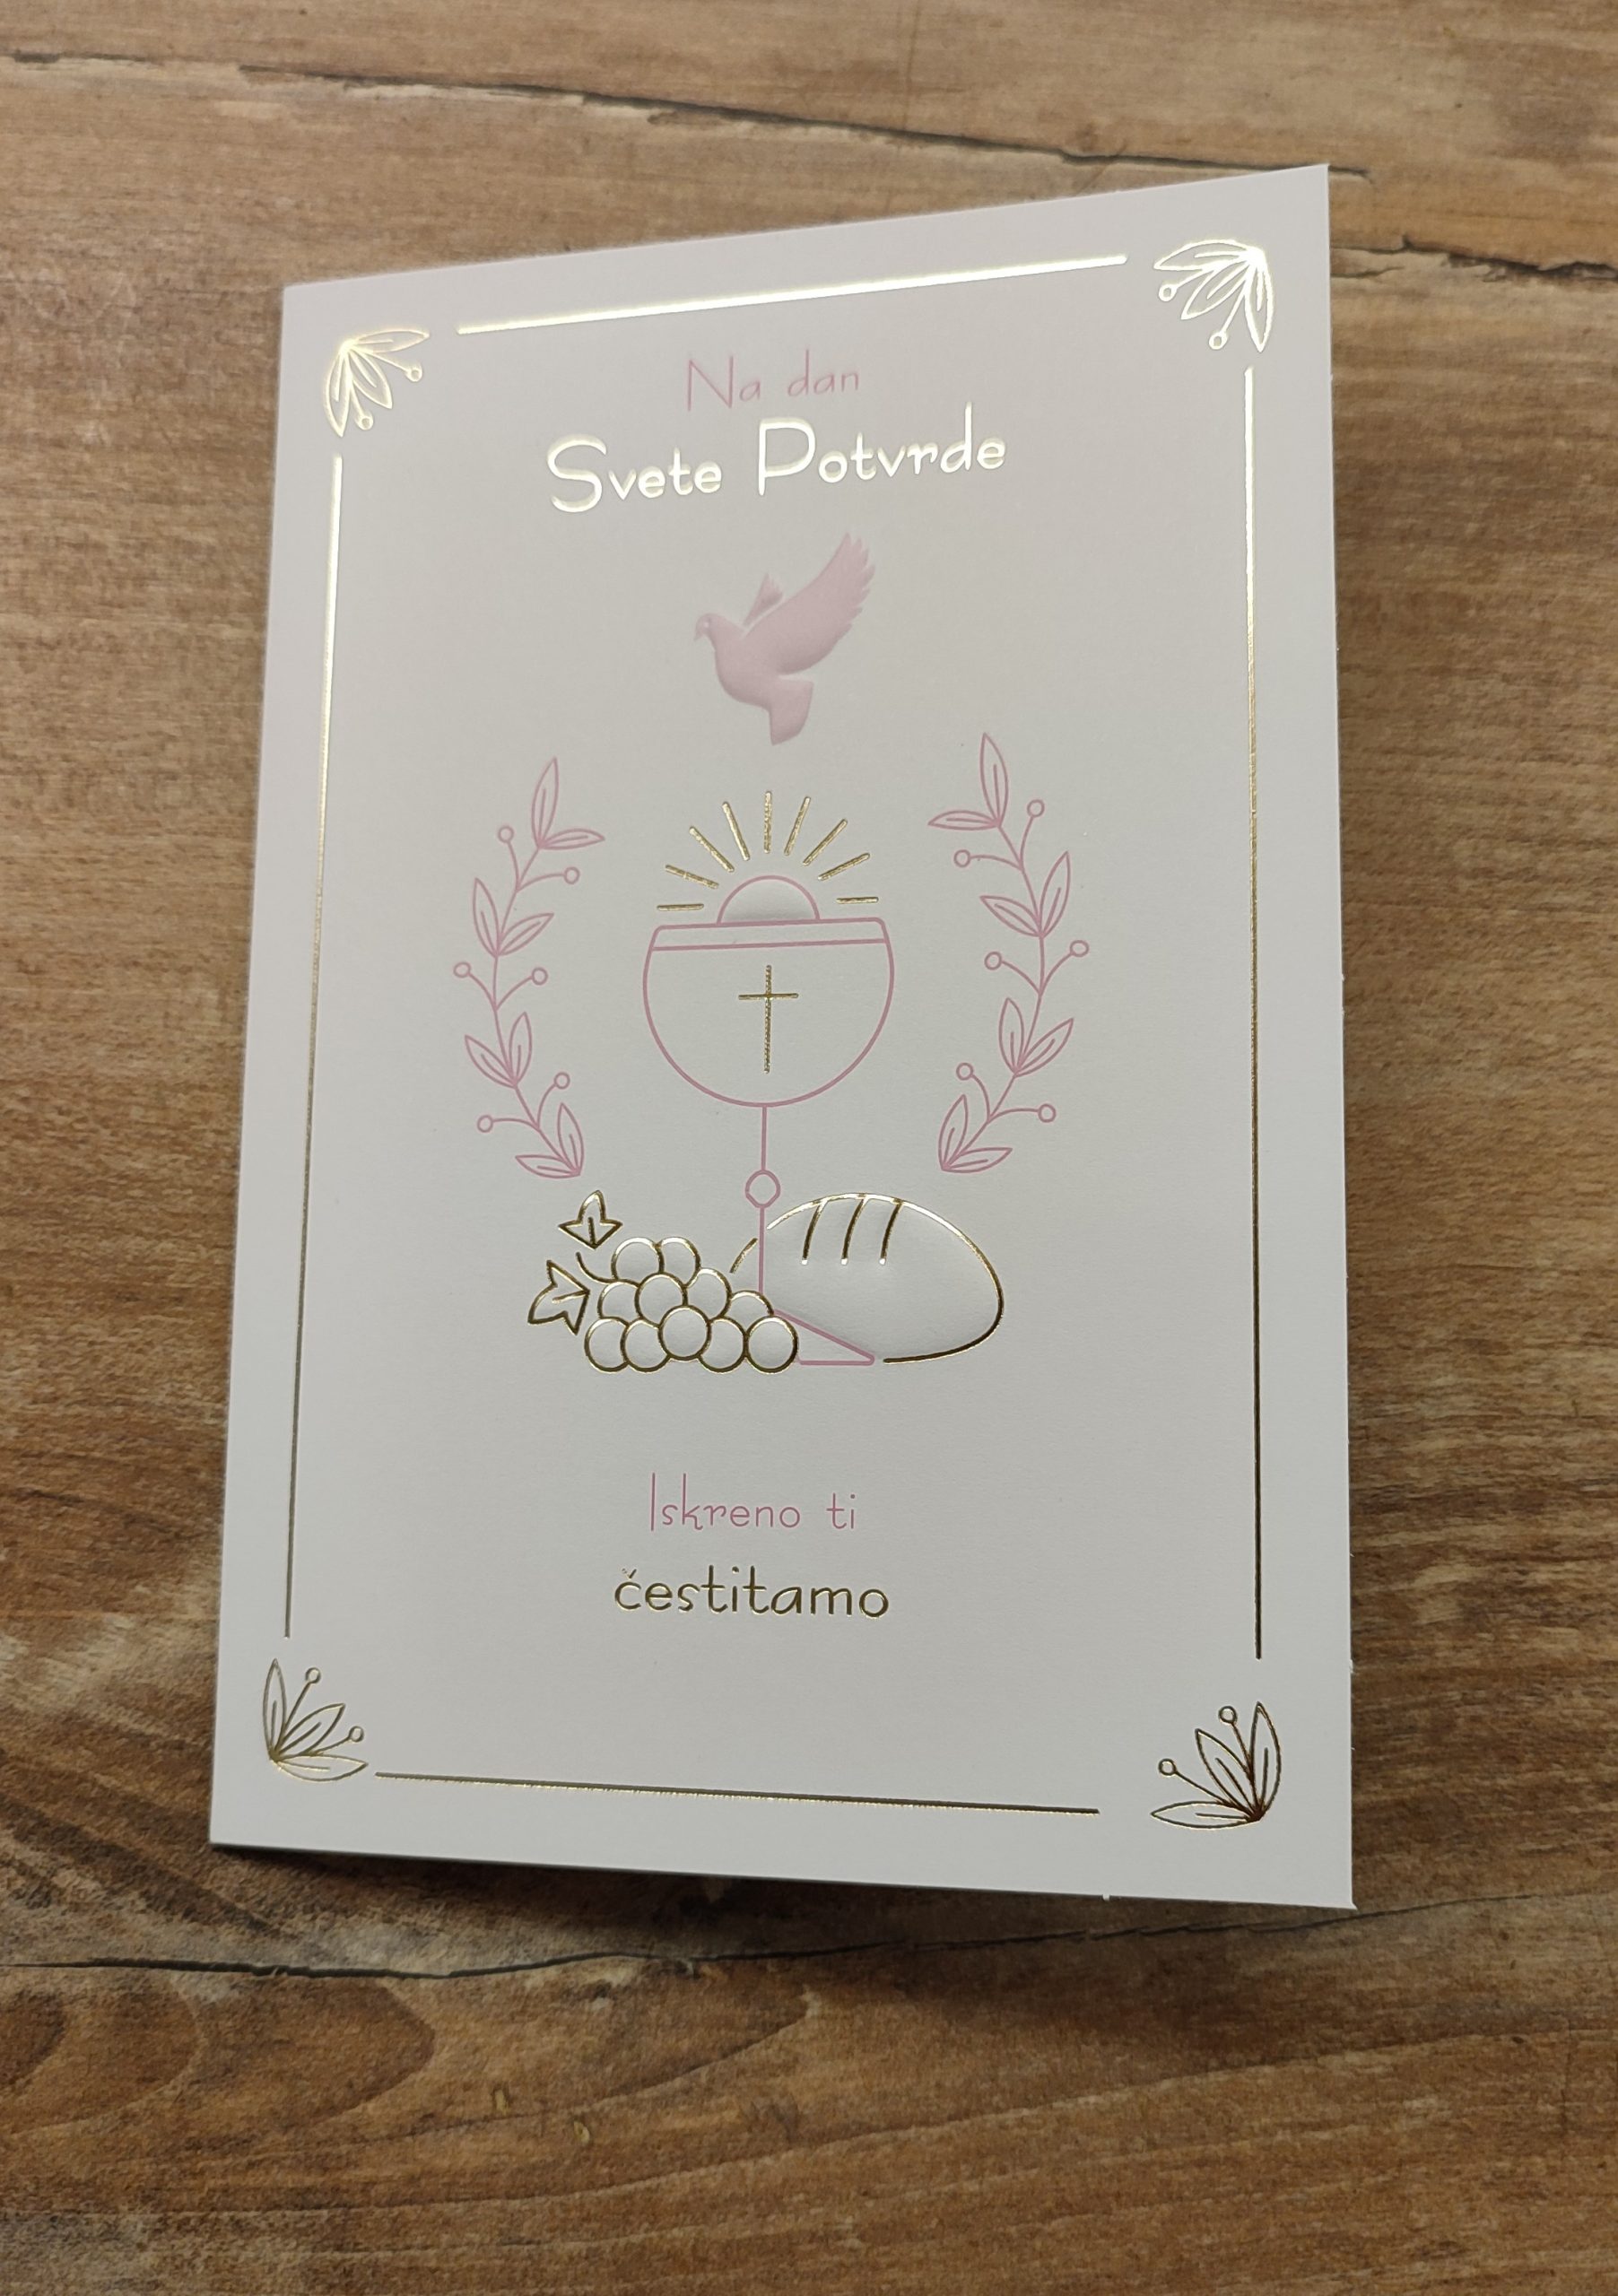 Na dan
Svete Potvrde
Iskreno ti
čestitamo